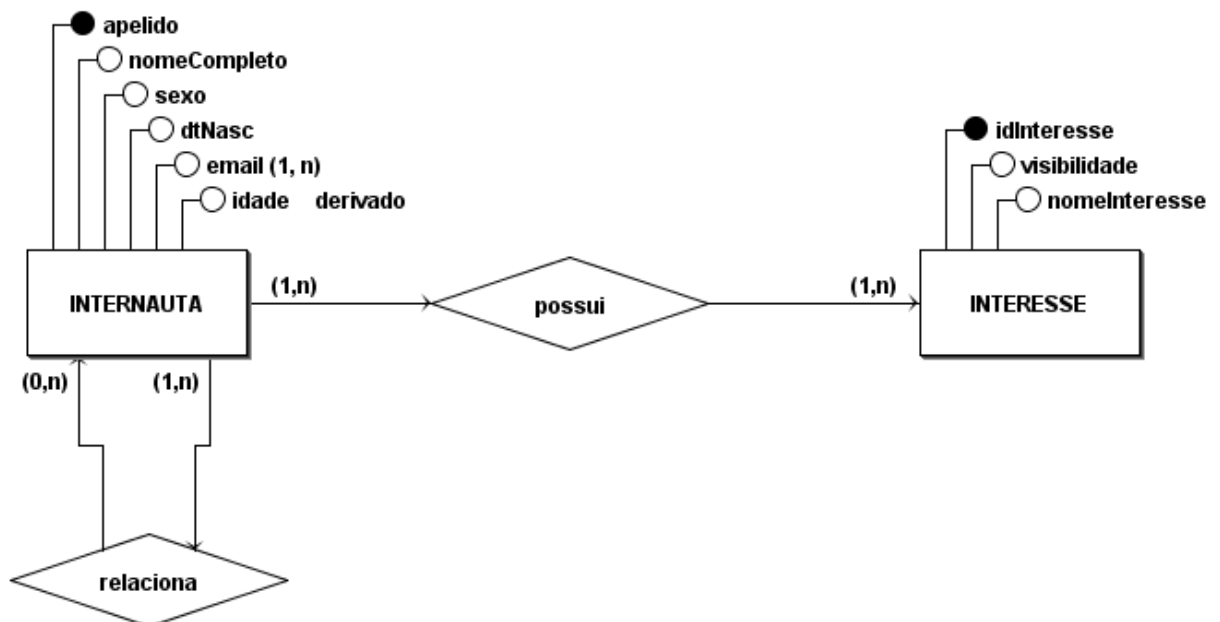 apelido
nomeCompleto
sexo
dtNasc
email (1, n)
idade derivado
idInteresse
visibilidade
nomeInteresse
INTERNAUTA
(1,n)
possui
(1,n)
INTERESSE
(0,n)
(1,n)
relaciona